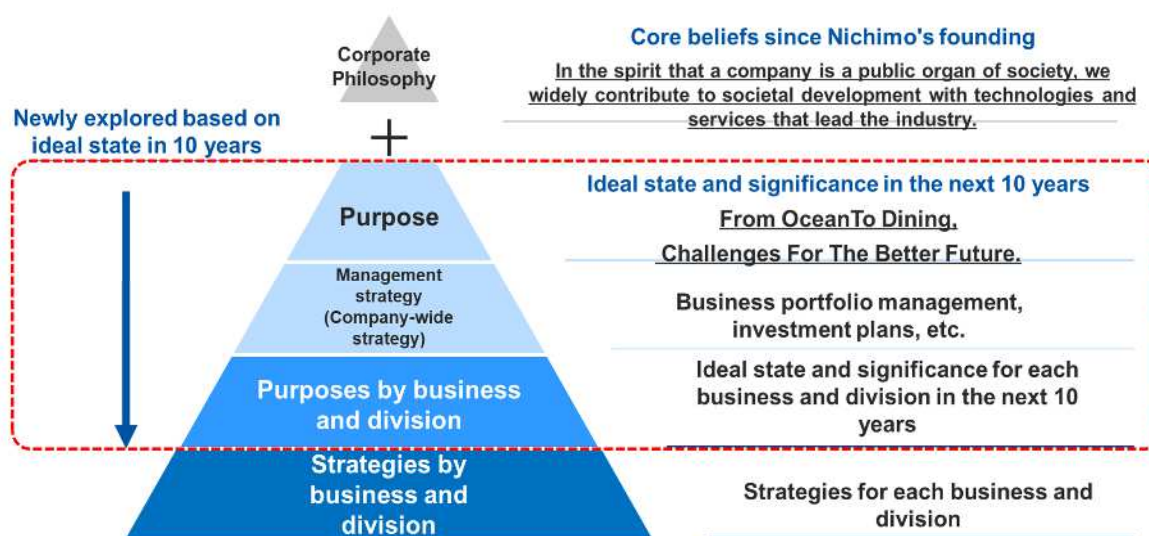 Corporate
Philosophy
Core beliefs since Nichimo's founding
In the spirit that a company is a public organ of society, we
widely contribute to societal development with technologies and
services that lead the industry.
Newly explored based on
ideal state in 10 years
+
Purpose
Ideal state and significance in the next 10 years
From OceanTo Dining,
Challenges For The Better Future.
Management
strategy
(Company-wide
strategy)
Business portfolio management,
investment plans, etc.
Purposes by business
and division
Ideal state and significance for each
business and division in the next 10
years
Strategies by
business and
division
Strategies for each business and
division